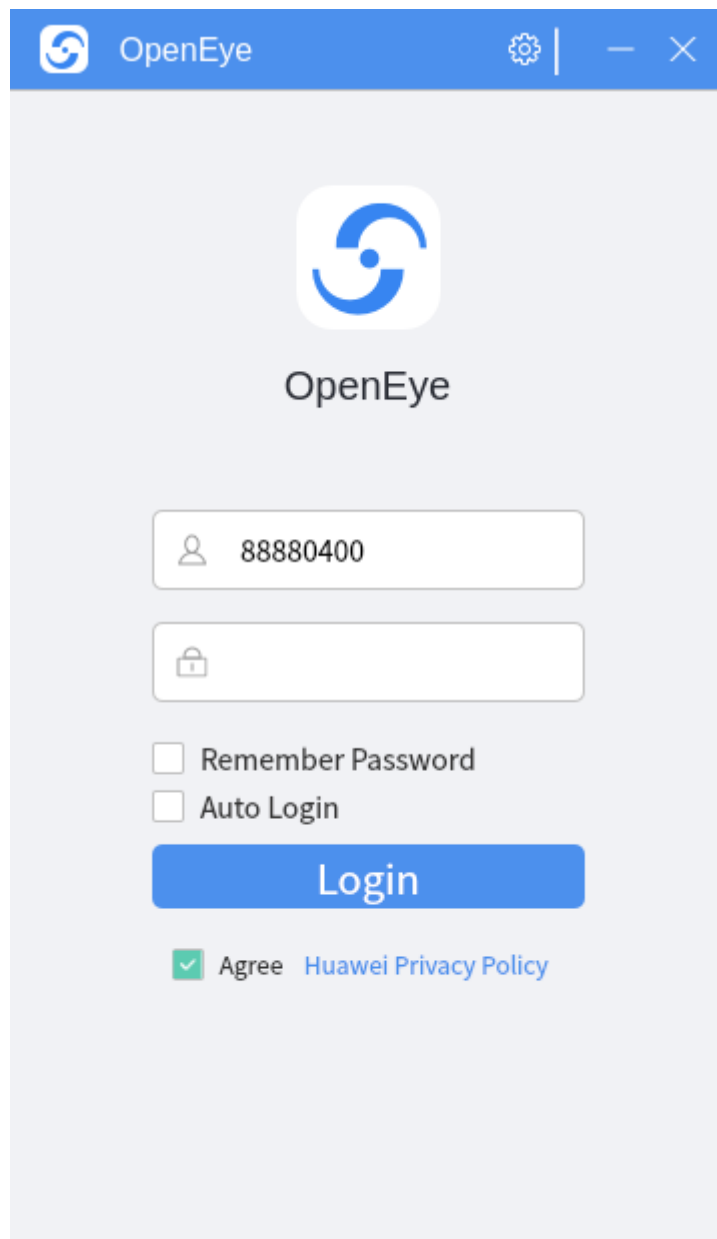 OpenEye
OpenEye
88880400
Remember Password
Auto Login
Login
Agree Huawei Privacy Policy